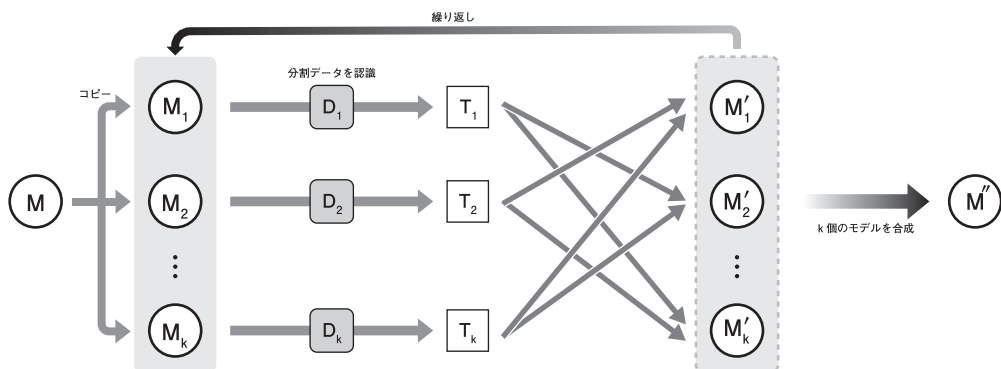 繰り返し
分割データを認識
コピー
M₁ D₁ T₁ M′₁
M M₂ D₂ T₂ M′₂ M″
k 個のモデルを合成
⋮ ⋮
Mₖ Dₖ Tₖ M′ₖ